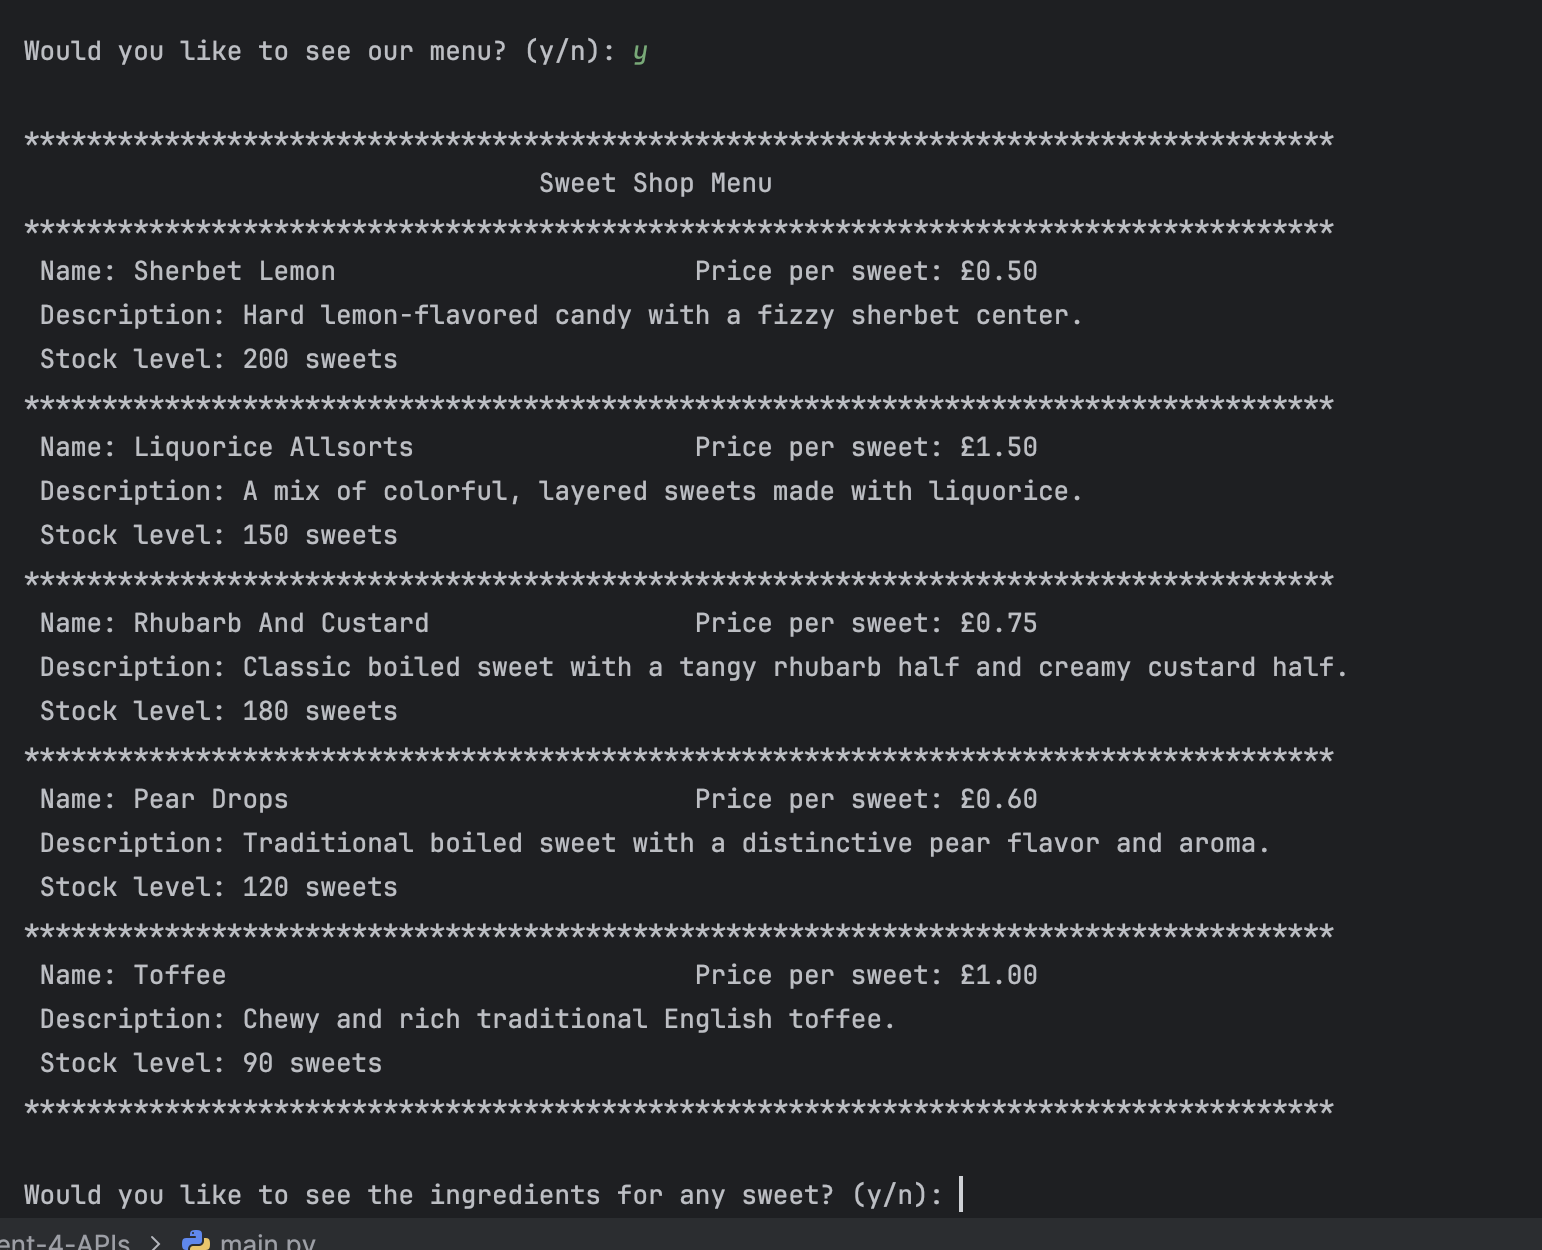 Would you like to see our menu? (y/n): y
************************************************************************************
Sweet Shop Menu
************************************************************************************
Name: Sherbet Lemon Price per sweet: £0.50
Description: Hard lemon-flavored candy with a fizzy sherbet center.
Stock level: 200 sweets
************************************************************************************
Name: Liquorice Allsorts Price per sweet: £1.50
Description: A mix of colorful, layered sweets made with liquorice.
Stock level: 150 sweets
************************************************************************************
Name: Rhubarb And Custard Price per sweet: £0.75
Description: Classic boiled sweet with a tangy rhubarb half and creamy custard half.
Stock level: 180 sweets
************************************************************************************
Name: Pear Drops Price per sweet: £0.60
Description: Traditional boiled sweet with a distinctive pear flavor and aroma.
Stock level: 120 sweets
************************************************************************************
Name: Toffee Price per sweet: £1.00
Description: Chewy and rich traditional English toffee.
Stock level: 90 sweets
************************************************************************************
Would you like to see the ingredients for any sweet? (y/n):
ent-4-APIs > main.py